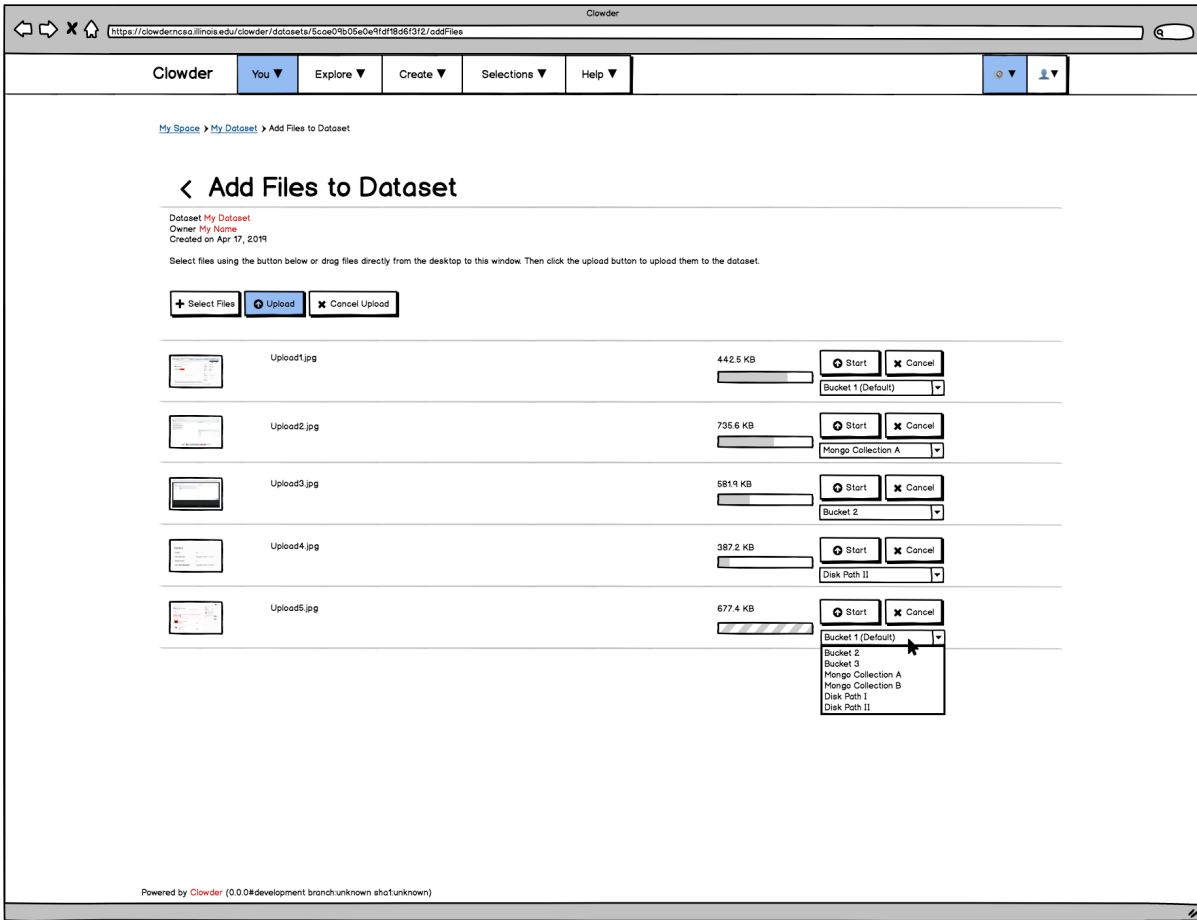 Clowder
https://clowder.ncsa.illinois.edu/clowder/datasets/5cae09b05e0e9fdf18d6f3f2/addFiles
Clowder You ▼ Explore ▼ Create ▼ Selections ▼ Help ▼
My Space > My Dataset > Add Files to Dataset
< Add Files to Dataset
Dataset My Dataset
Owner My Name
Created on Apr 17, 2019
Select files using the button below or drag files directly from the desktop to this window. Then click the upload button to upload them to the dataset.
Select Files Upload Cancel Upload
Upload1.jpg 442.5 KB Start Cancel
Bucket 1 (Default)
Upload2.jpg 735.6 KB Start Cancel
Mongo Collection A
Upload3.jpg 581.9 KB Start Cancel
Bucket 2
Upload4.jpg 387.2 KB Start Cancel
Disk Path II
Upload5.jpg 677.4 KB Start Cancel
Bucket 1 (Default)
Bucket 2
Bucket 3
Mongo Collection A
Mongo Collection B
Disk Path I
Disk Path II
Powered by Clowder (0.0.0#development branch:unknown sha1:unknown)